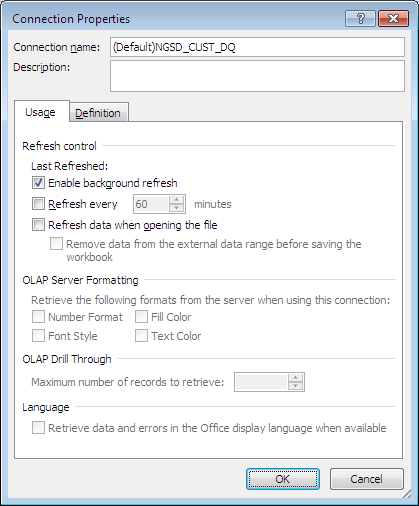 Connection Properties
Connection name: (Default)NGSD_CUST_DQ
Description:
Usage Definition
Refresh control
Last Refreshed:
Enable background refresh
Refresh every 60 minutes
Refresh data when opening the file
Remove data from the external data range before saving the
workbook
OLAP Server Formatting
Retrieve the following formats from the server when using this connection:
Number Format Fill Color
Font Style Text Color
OLAP Drill Through
Maximum number of records to retrieve:
Language
Retrieve data and errors in the Office display language when available
OK Cancel